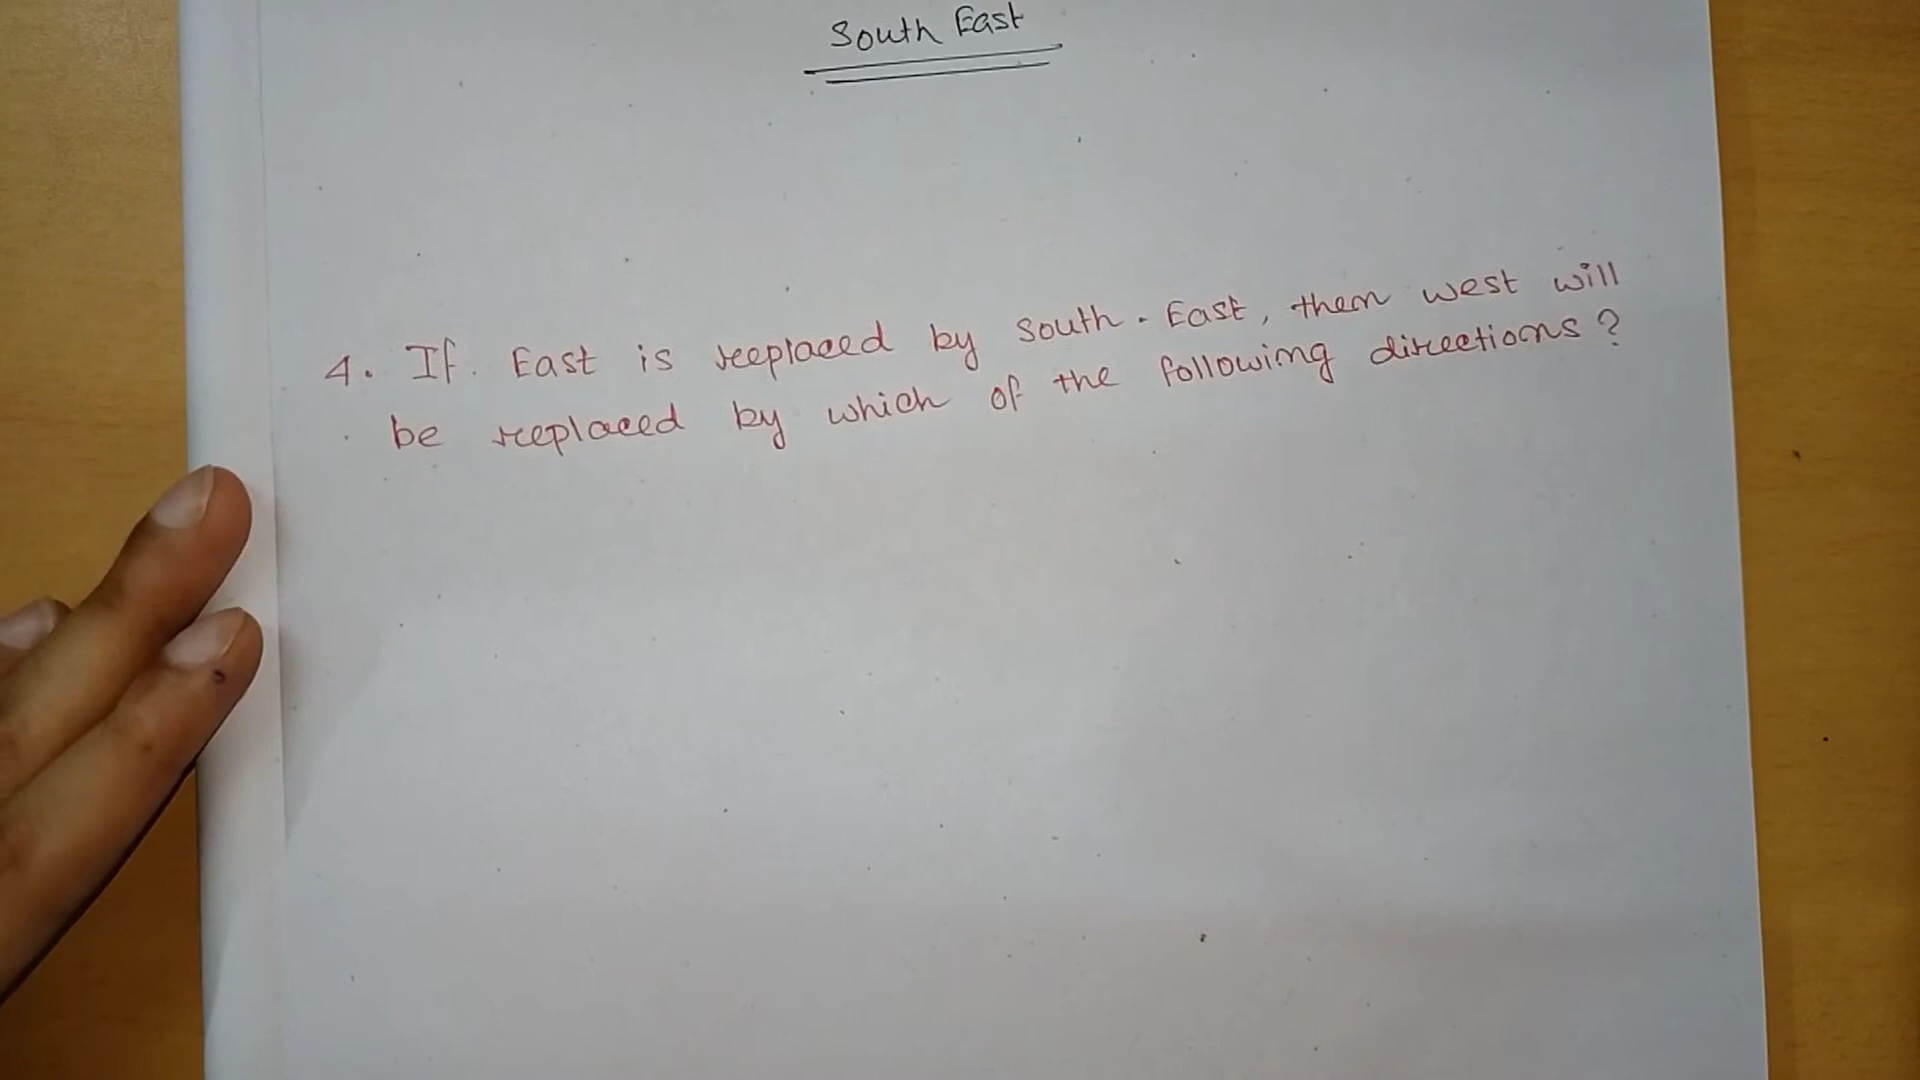 South East
4. If East is replaced by South-East, then west will
be replaced by which of the following directions?